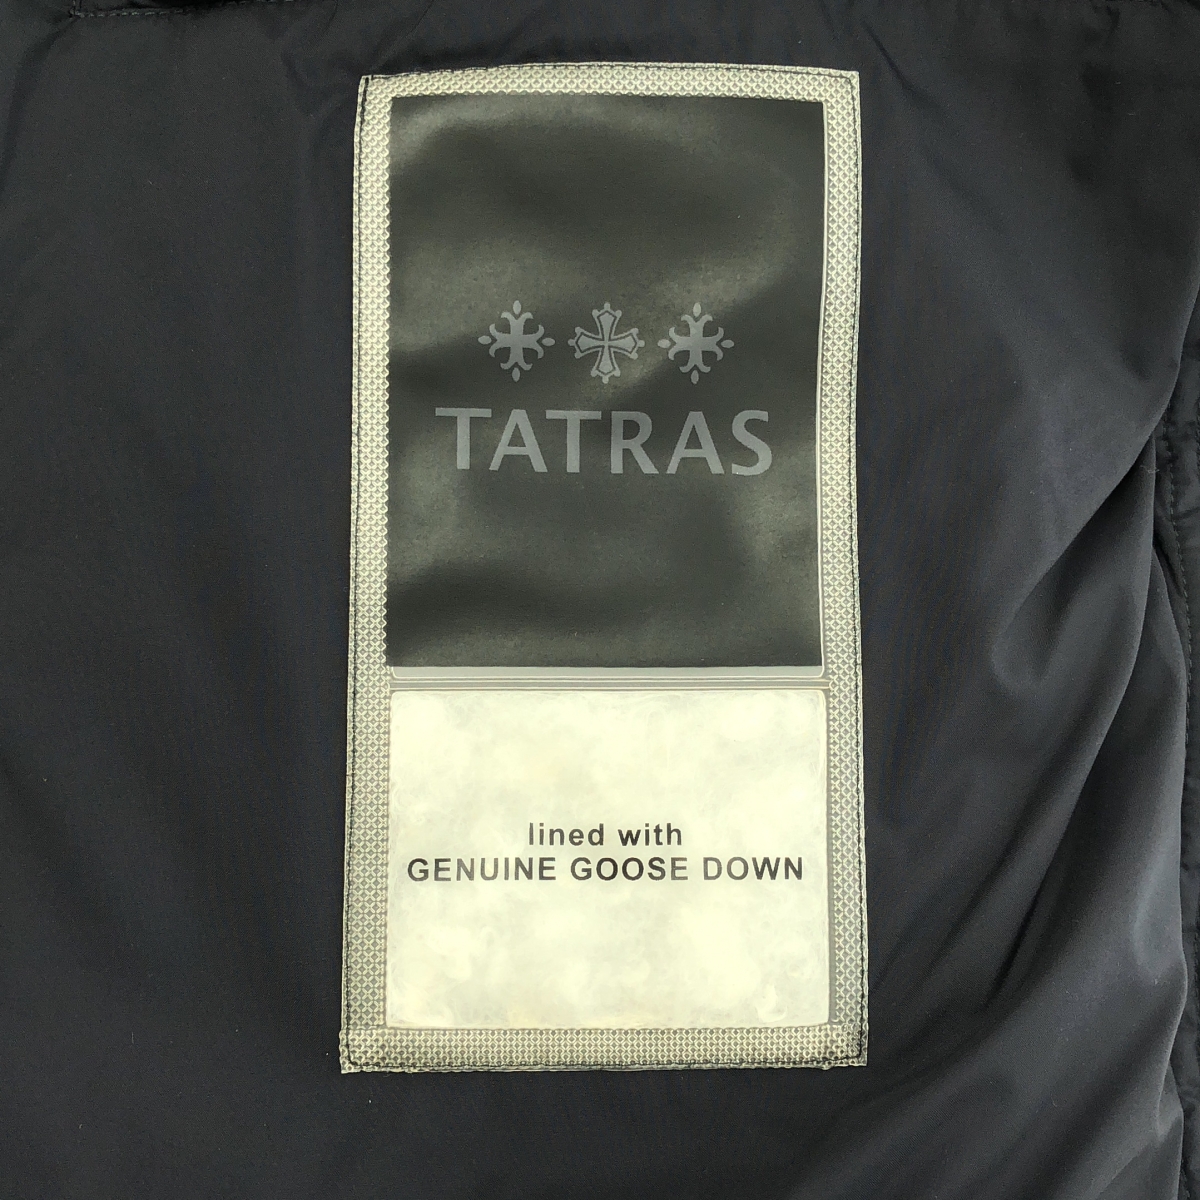 TATRAS
lined with
GENUINE GOOSE DOWN